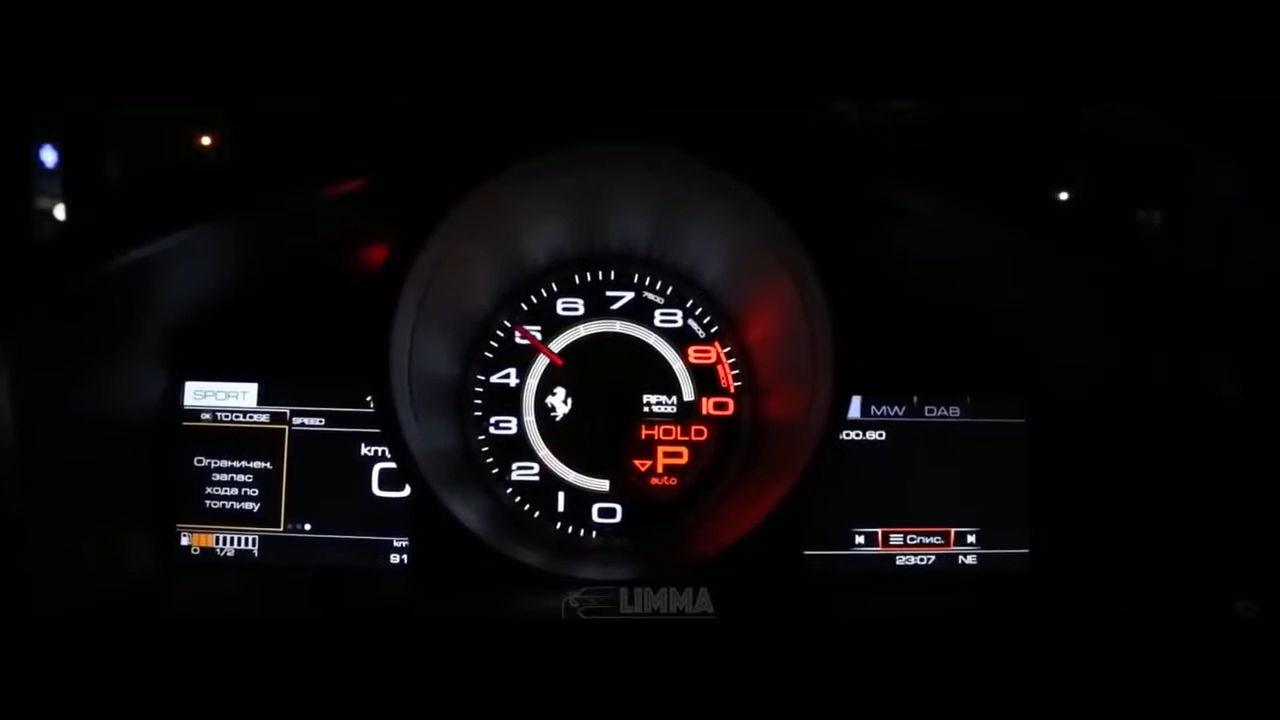 SPORT
OK TO CLOSE
SPEED
km
0
Ограничен.
запас
хода по
топливу
0 1/2 1
km
91
0
1
2
3
4
5
6
7
7500
8
8500
9
10
RPM
x 1000
HOLD
P
auto
MW DAB
00.60
Спис.
23:07 NE
LIMMA